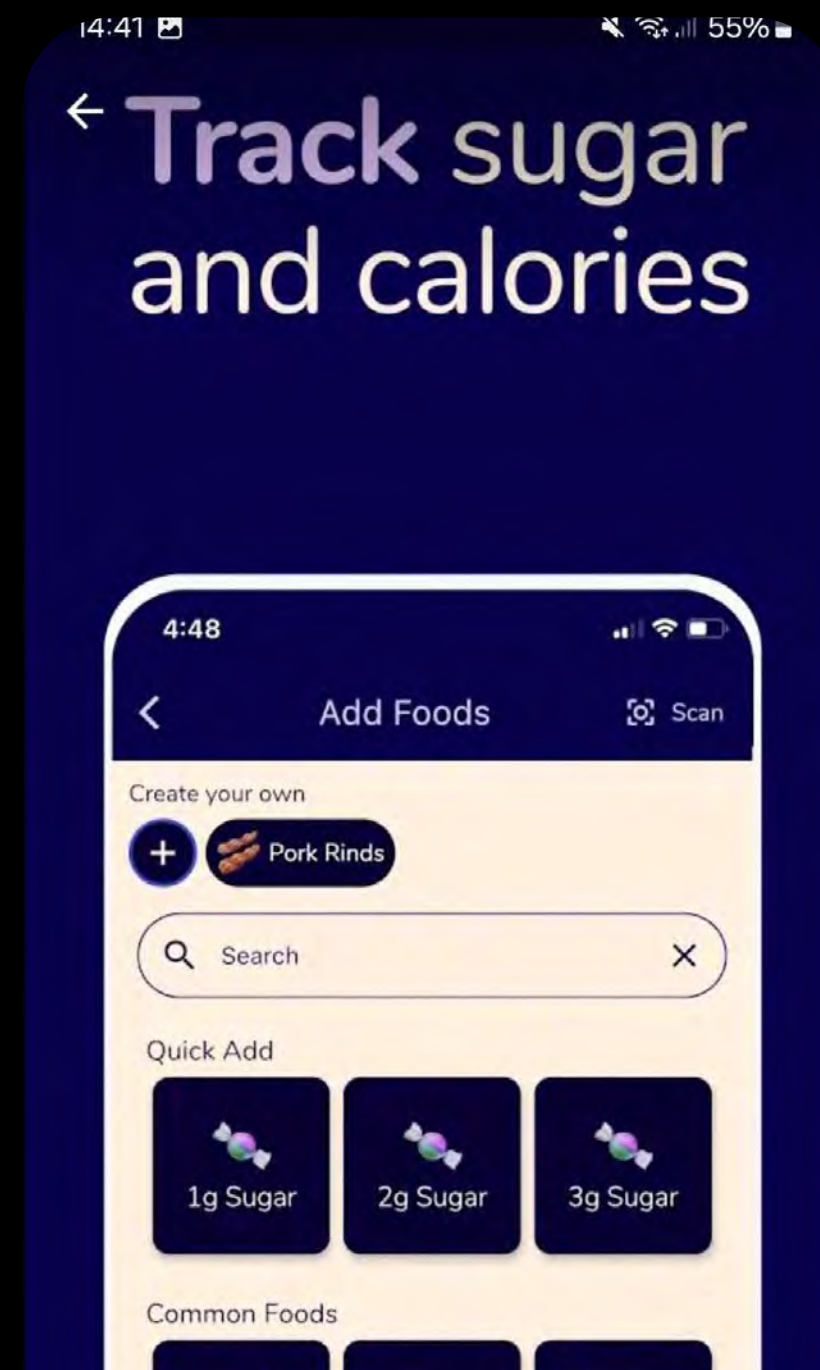 14:41 55%
Track sugar
and calories
4:48
Add Foods Scan
Create your own
Pork Rinds
Search
Quick Add
1g Sugar 2g Sugar 3g Sugar
Common Foods